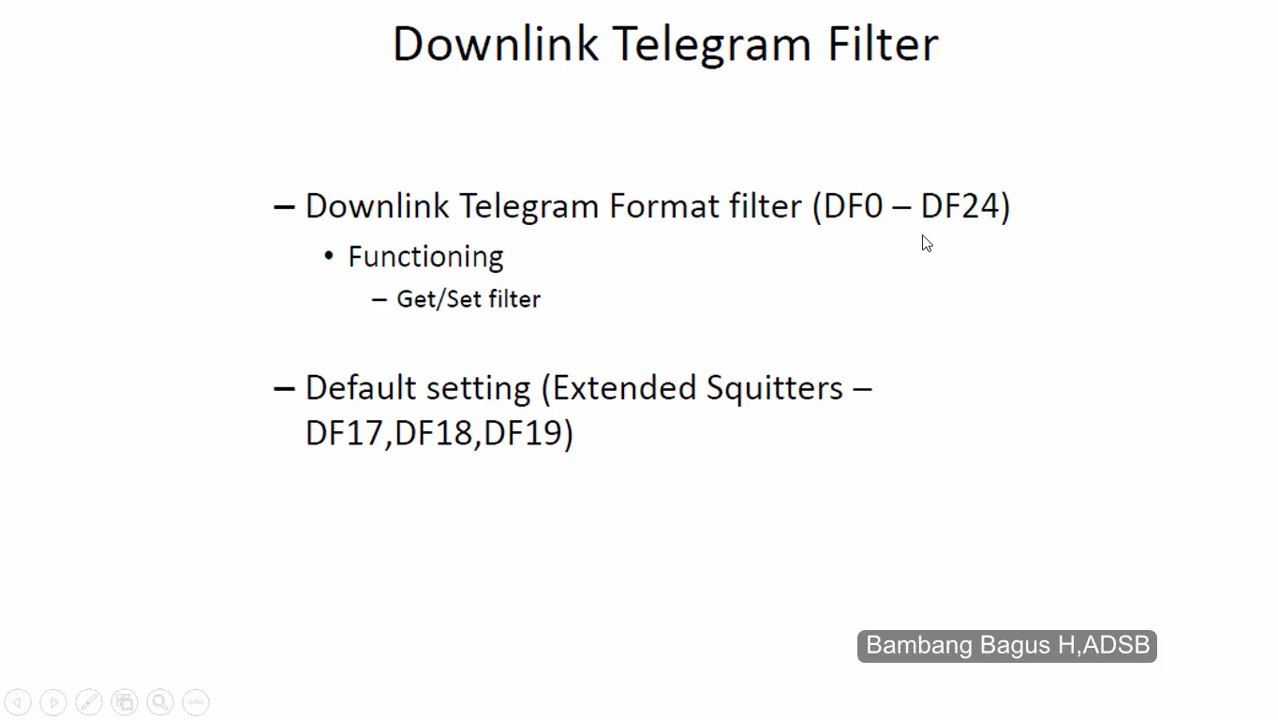 Downlink Telegram Filter
– Downlink Telegram Format filter (DF0 – DF24)
• Functioning
– Get/Set filter
– Default setting (Extended Squitters –
DF17,DF18,DF19)
Bambang Bagus H,ADSB